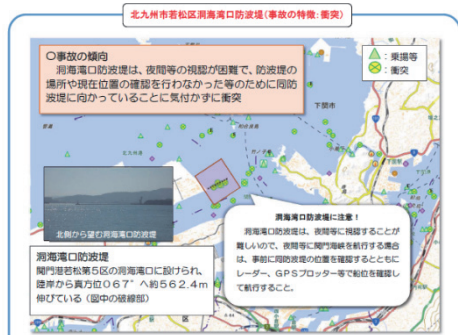 北九州市若松区洞海湾口防波堤(事故の特徴:衝突)
〇事故の傾向
洞海湾口防波堤は、夜間等の視認が困難で、防波堤の
場所や現在位置の確認を行わなかった等のために同防
波堤に向かっていることに気付かずに衝突
:乗揚等
:衝突
下関市
北側から望む洞海湾口防波堤
洞海湾口防波堤
関門港若松第5区の洞海湾口に設けられ、
陸岸から真方位067°へ約562.4m
伸びている(図中の破線部)
洞海湾口防波堤に注意!
洞海湾口防波堤は、夜間等に視認することが
難しいので、夜間等に関門海峡を航行する場合
は、事前に同防波堤の位置を確認するとともに
レーダー、GPSプロッター等で船位を確認
して航行すること。
区